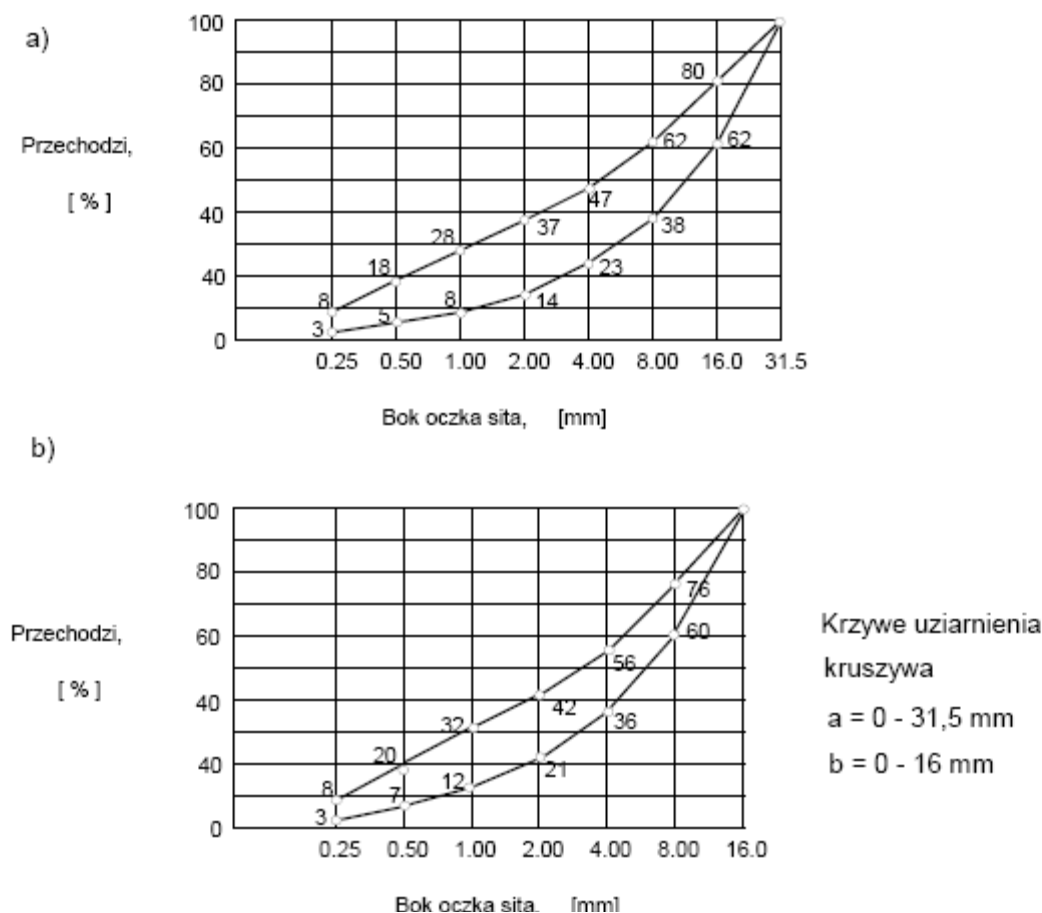 a)
Przechodzi,
[ % ]
100
80
60
40
40
0
80
62
62
47
37
38
28
23
18
14
8
8
5
3
0.25 0.50 1.00 2.00 4.00 8.00 16.0 31.5
Bok oczka sita, [mm]
b)
Przechodzi,
[ % ]
100
80
60
40
40
0
76
60
56
42
36
32
21
20
12
8
7
3
0.25 0.50 1.00 2.00 4.00 8.00 16.0
Bok oczka sita, [mm]
Krzywe uziarnienia
kruszywa
a = 0 - 31,5 mm
b = 0 - 16 mm